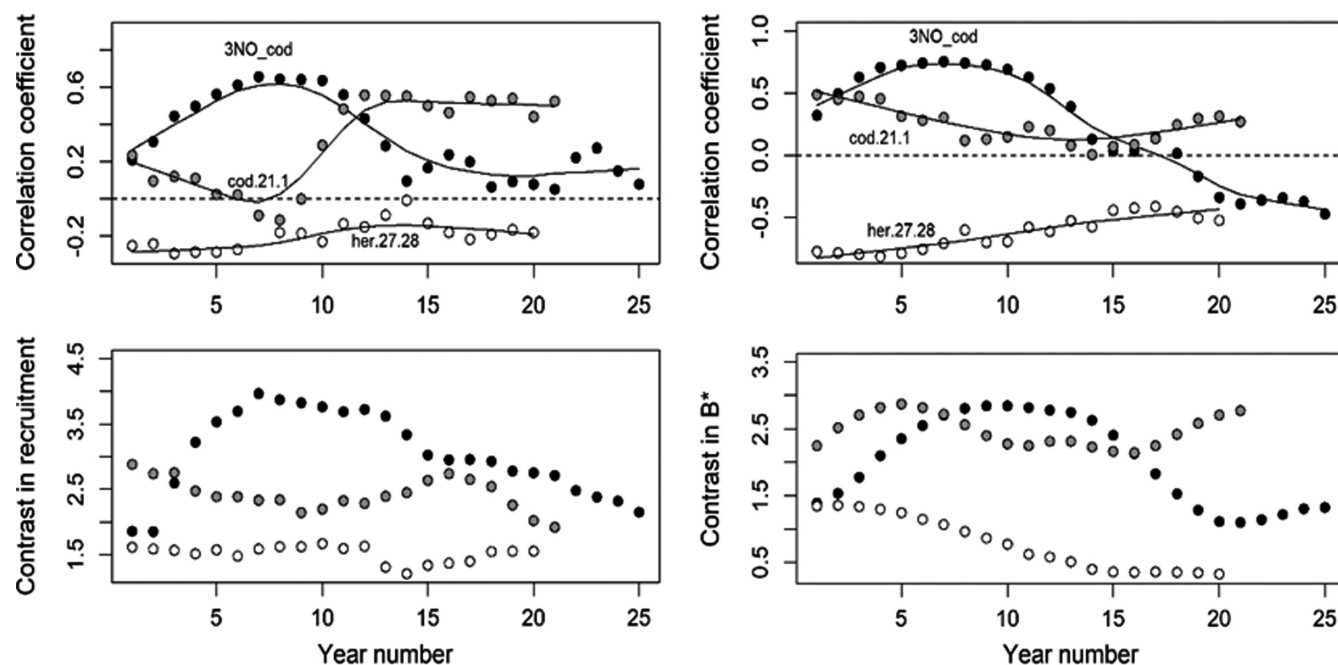 Correlation coefficient
0.6
0.2
-0.2
3NO_cod
cod.21.1
her.27.28
5 10 15 20 25
Correlation coefficient
1.0
0.5
0.0
-0.5
3NO_cod
cod.21.1
her.27.28
5 10 15 20 25
Contrast in recruitment
4.5
3.5
2.5
1.5
5 10 15 20 25
Year number
Contrast in B*
3.5
2.5
1.5
0.5
5 10 15 20 25
Year number